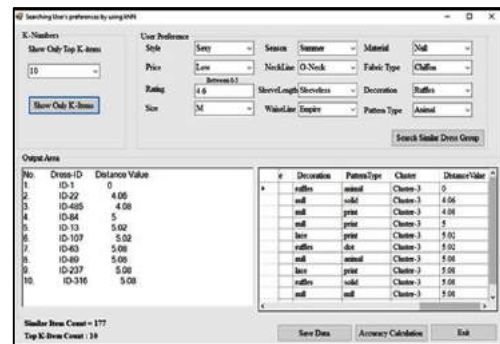 Searching User's preferences by using kNN
K-Numbers
Show Only Top K-items
10
Show Only K-Items
User Preference
Style Sexy Season Summer Material Null
Price Low NeckLine O-Neck Fabric Type Chiffon
Between 0-5
Rating 4.6 SleeveLength Sleeveless Decoration Ruffles
Size M WaiseLine Empire Pattern Type Animal
Search Similar Dress Group
Output Area
No. Dress-ID Distance Value
1. ID-1 0
2. ID-22 4.06
3. ID-485 4.08
4. ID-84 5
5. ID-13 5.02
6. ID-107 5.02
7. ID-63 5.08
8. ID-89 5.08
9. ID-237 5.08
10. ID-316 5.08
e Decoration PatternType Cluster DistanceValue
ruffles animal Cluster-3 0
null solid Cluster-3 4.06
null print Cluster-3 4.08
null print Cluster-3 5
lace print Cluster-3 5.02
ruffles dot Cluster-3 5.02
null animal Cluster-3 5.08
lace print Cluster-3 5.08
ruffles solid Cluster-3 5.08
null null Cluster-3 5.08
Similar Item Count = 177
Top K-Item Count : 10
Save Data Accuracy Calculation Exit